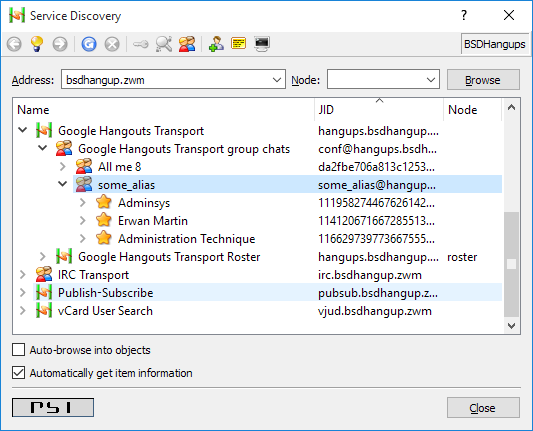 Service Discovery
BSDHangups
Address: bsdhangup.zwm Node: Browse
Name JID Node
Google Hangouts Transport hangups.bsdhangup....
Google Hangouts Transport group chats conf@hangups.bsdh...
All me 8 da2fbe706a813c1253...
some_alias some_alias@hangup...
Adminsys 111958274467626142...
Erwan Martin 114120671667285513...
Administration Technique 116629739773667555...
Google Hangouts Transport Roster hangups.bsdhangup.... roster
IRC Transport irc.bsdhangup.zwm
Publish-Subscribe pubsub.bsdhangup.z...
vCard User Search vjud.bsdhangup.zwm
Auto-browse into objects
Automatically get item information
PSI Close